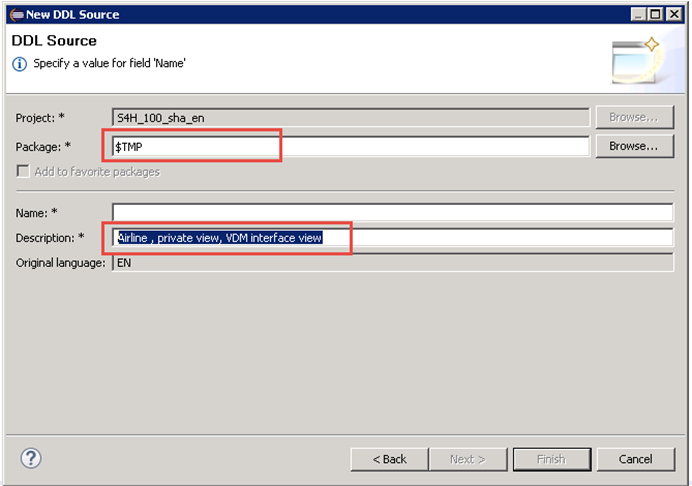 New DDL Source
DDL Source
Specify a value for field 'Name'
Project: * S4H_100_sha_en Browse...
Package: * $TMP Browse...
Add to favorite packages
Name: *
Description: * Airline , private view, VDM interface view
Original language: EN
? < Back Next > Finish Cancel